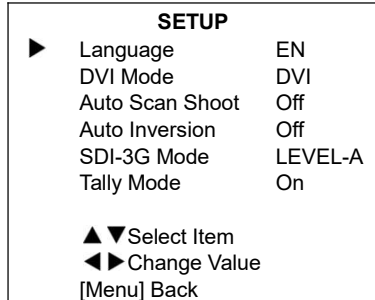 SETUP
▶ Language EN
DVI Mode DVI
Auto Scan Shoot Off
Auto Inversion Off
SDI-3G Mode LEVEL-A
Tally Mode On
▲▼Select Item
◀▶Change Value
[Menu] Back